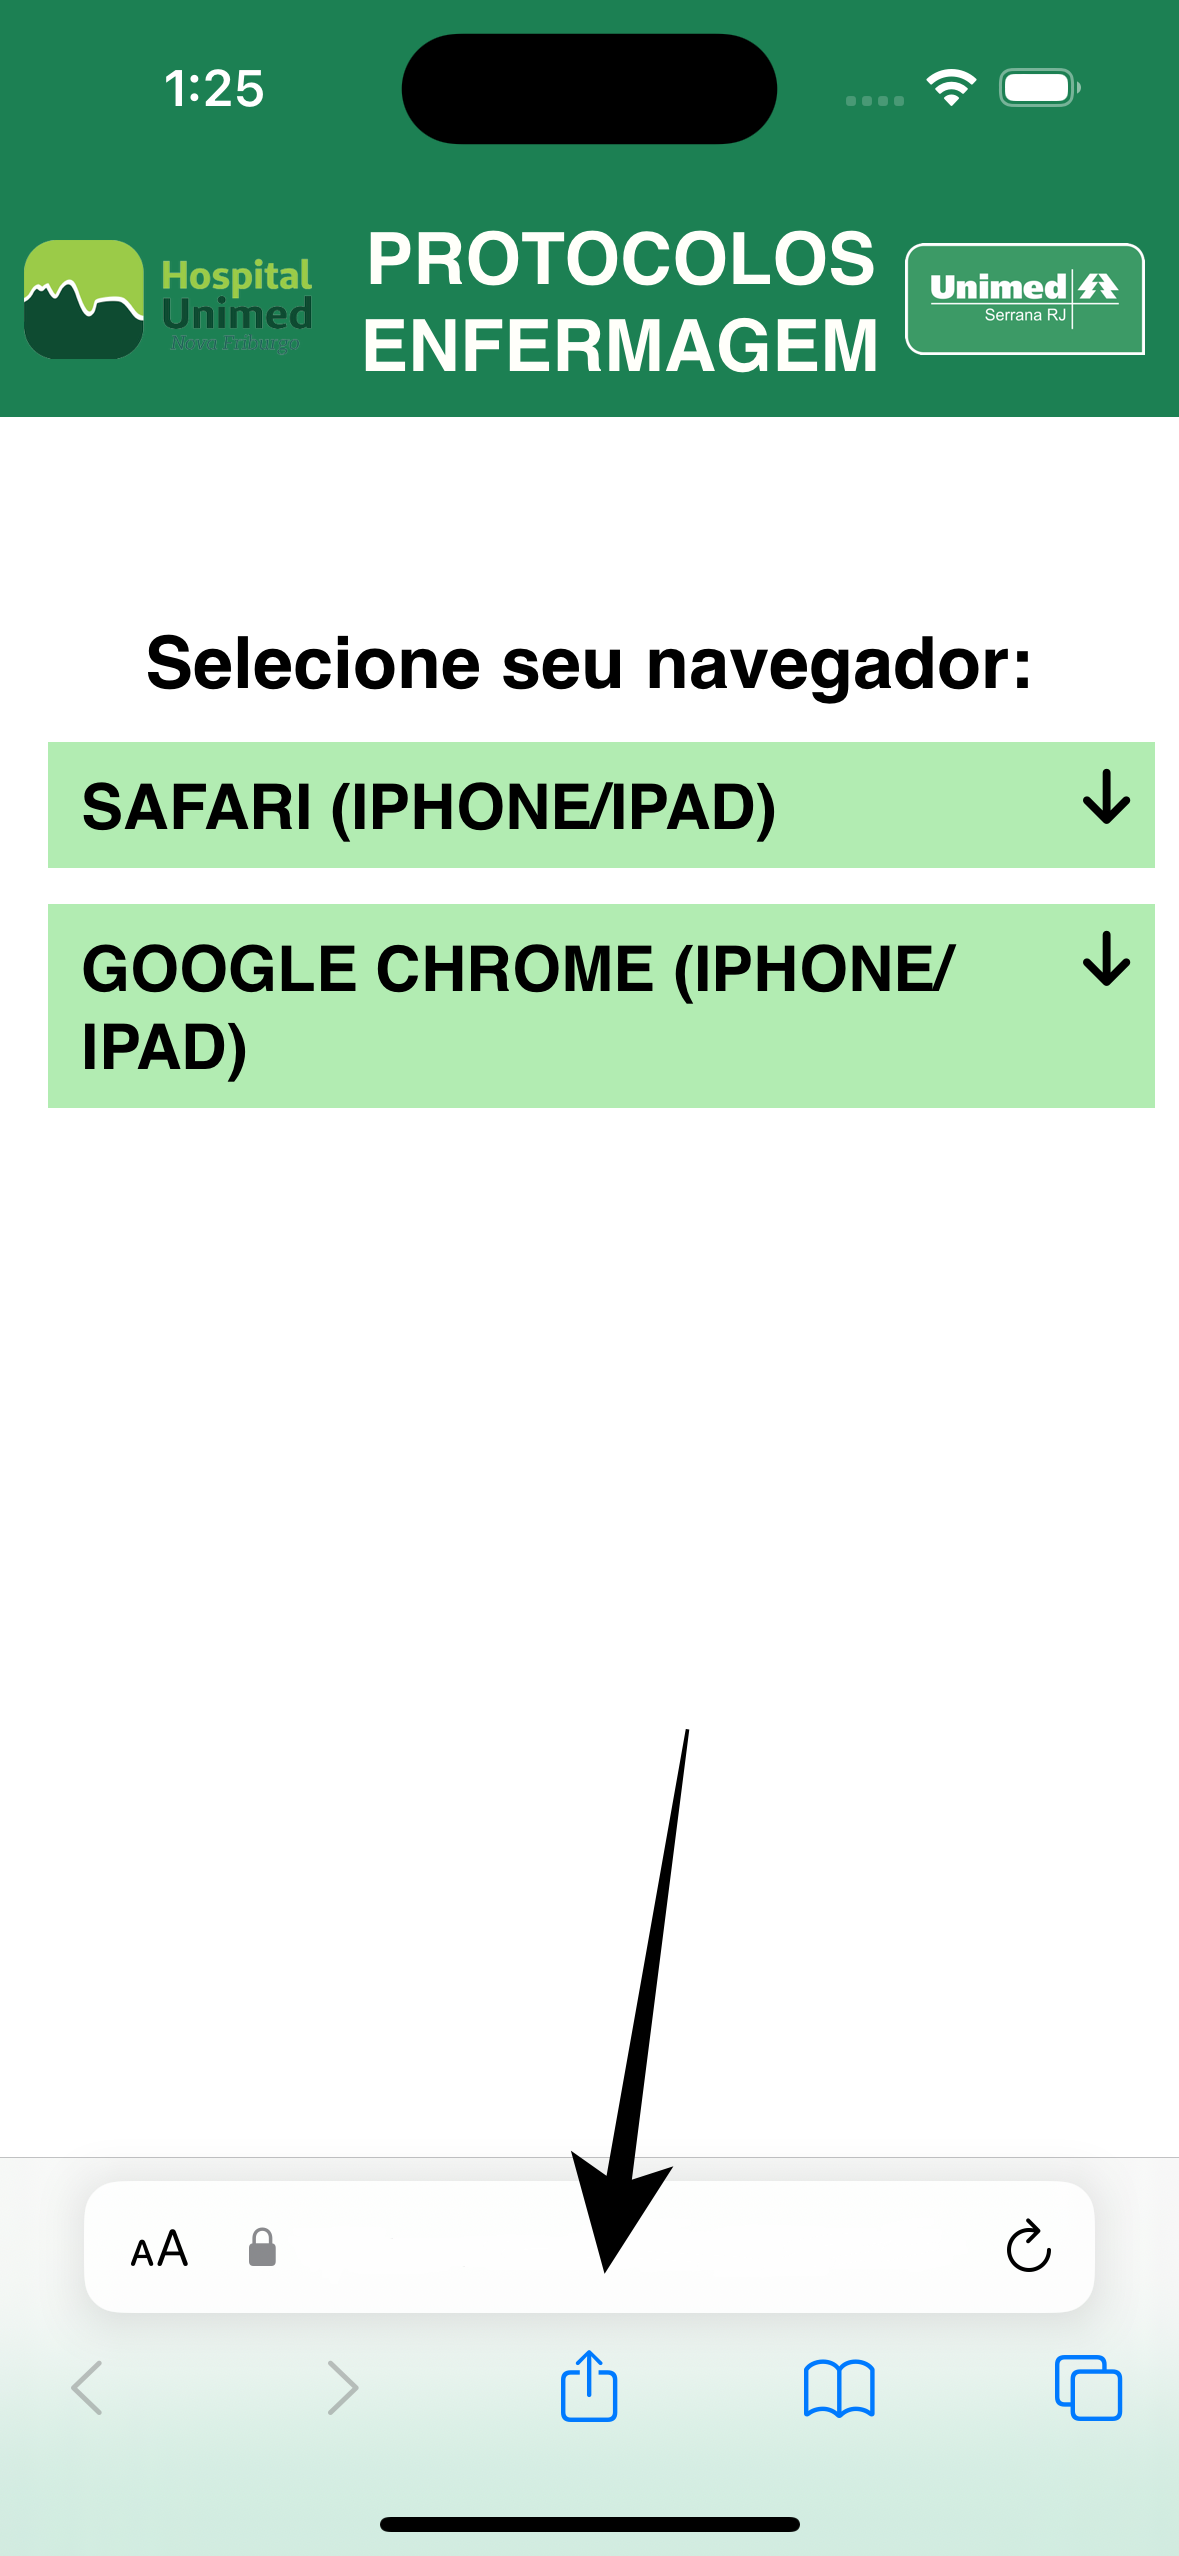 1:25
Hospital
Unimed
Nova Friburgo
PROTOCOLOS
ENFERMAGEM
Unimed
Serrana RJ
Selecione seu navegador:
SAFARI (IPHONE/IPAD)
GOOGLE CHROME (IPHONE/
IPAD)
AA